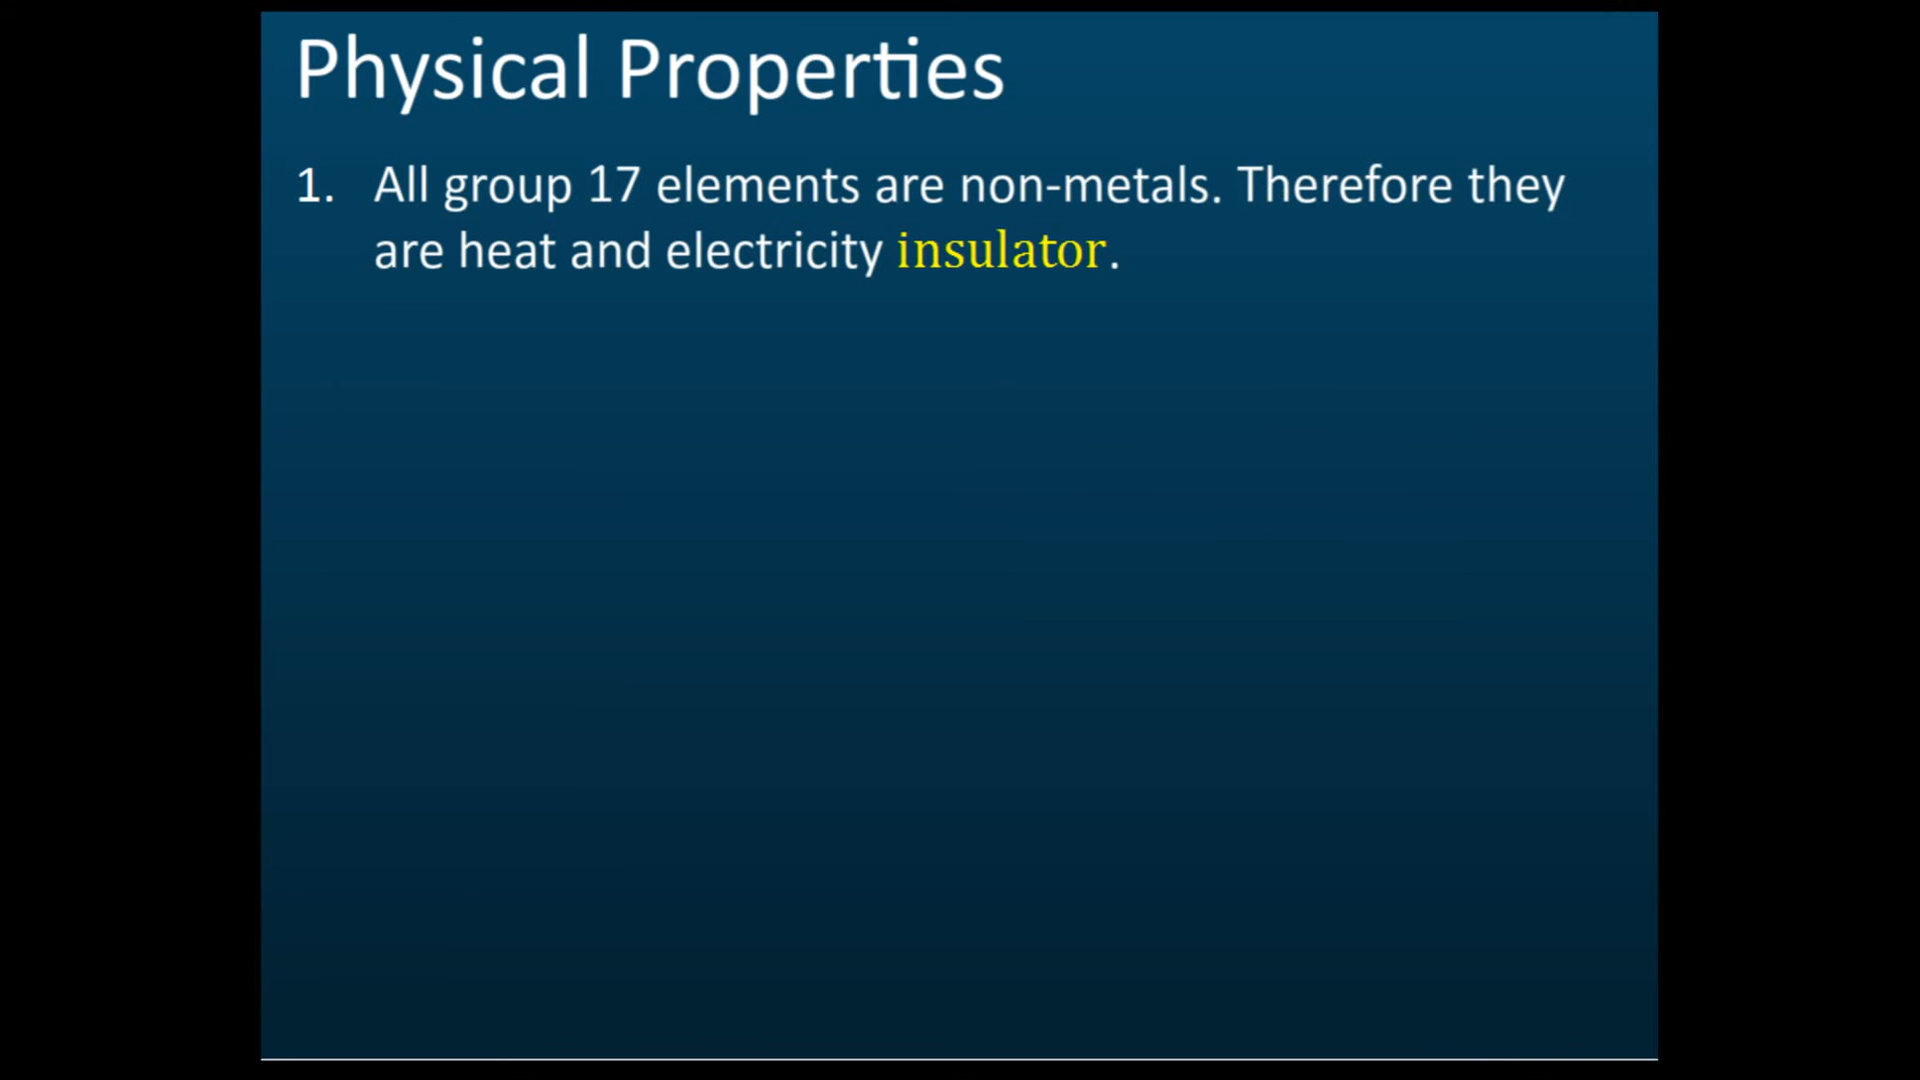 Physical Properties
1. All group 17 elements are non-metals. Therefore they
are heat and electricity insulator.